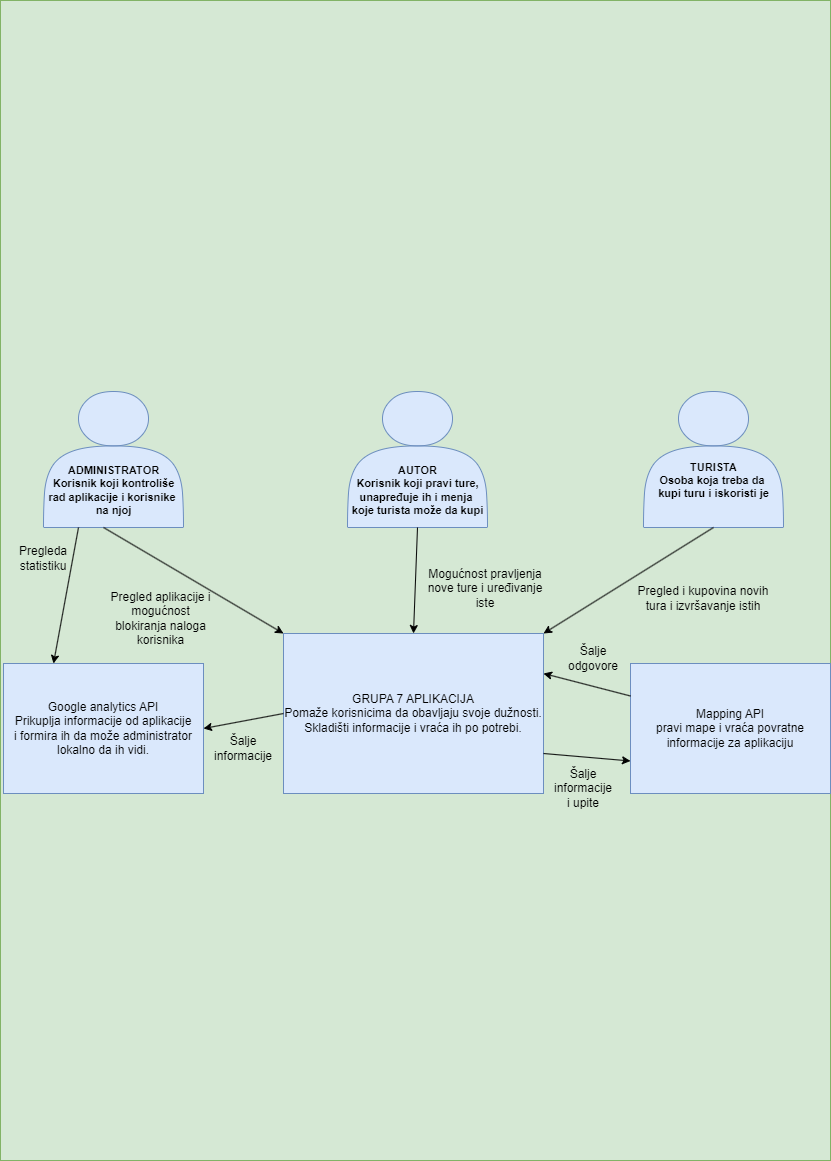 ADMINISTRATOR
Korisnik koji kontroliše
rad aplikacije i korisnike
na njoj
AUTOR
Korisnik koji pravi ture,
unapređuje ih i menja
koje turista može da kupi
TURISTA
Osoba koja treba da
kupi turu i iskoristi je
Pregleda
statistiku
Pregled aplikacije i
mogućnost
blokiranja naloga
korisnika
Mogućnost pravljenja
nove ture i uređivanje
iste
Pregled i kupovina novih
tura i izvršavanje istih
Šalje
odgovore
Google analytics API
Prikuplja informacije od aplikacije
i formira ih da može administrator
lokalno da ih vidi.
Šalje
informacije
GRUPA 7 APLIKACIJA
Pomaže korisnicima da obavljaju svoje dužnosti.
Skladišti informacije i vraća ih po potrebi.
Mapping API
pravi mape i vraća povratne
informacije za aplikaciju
Šalje
informacije
i upite